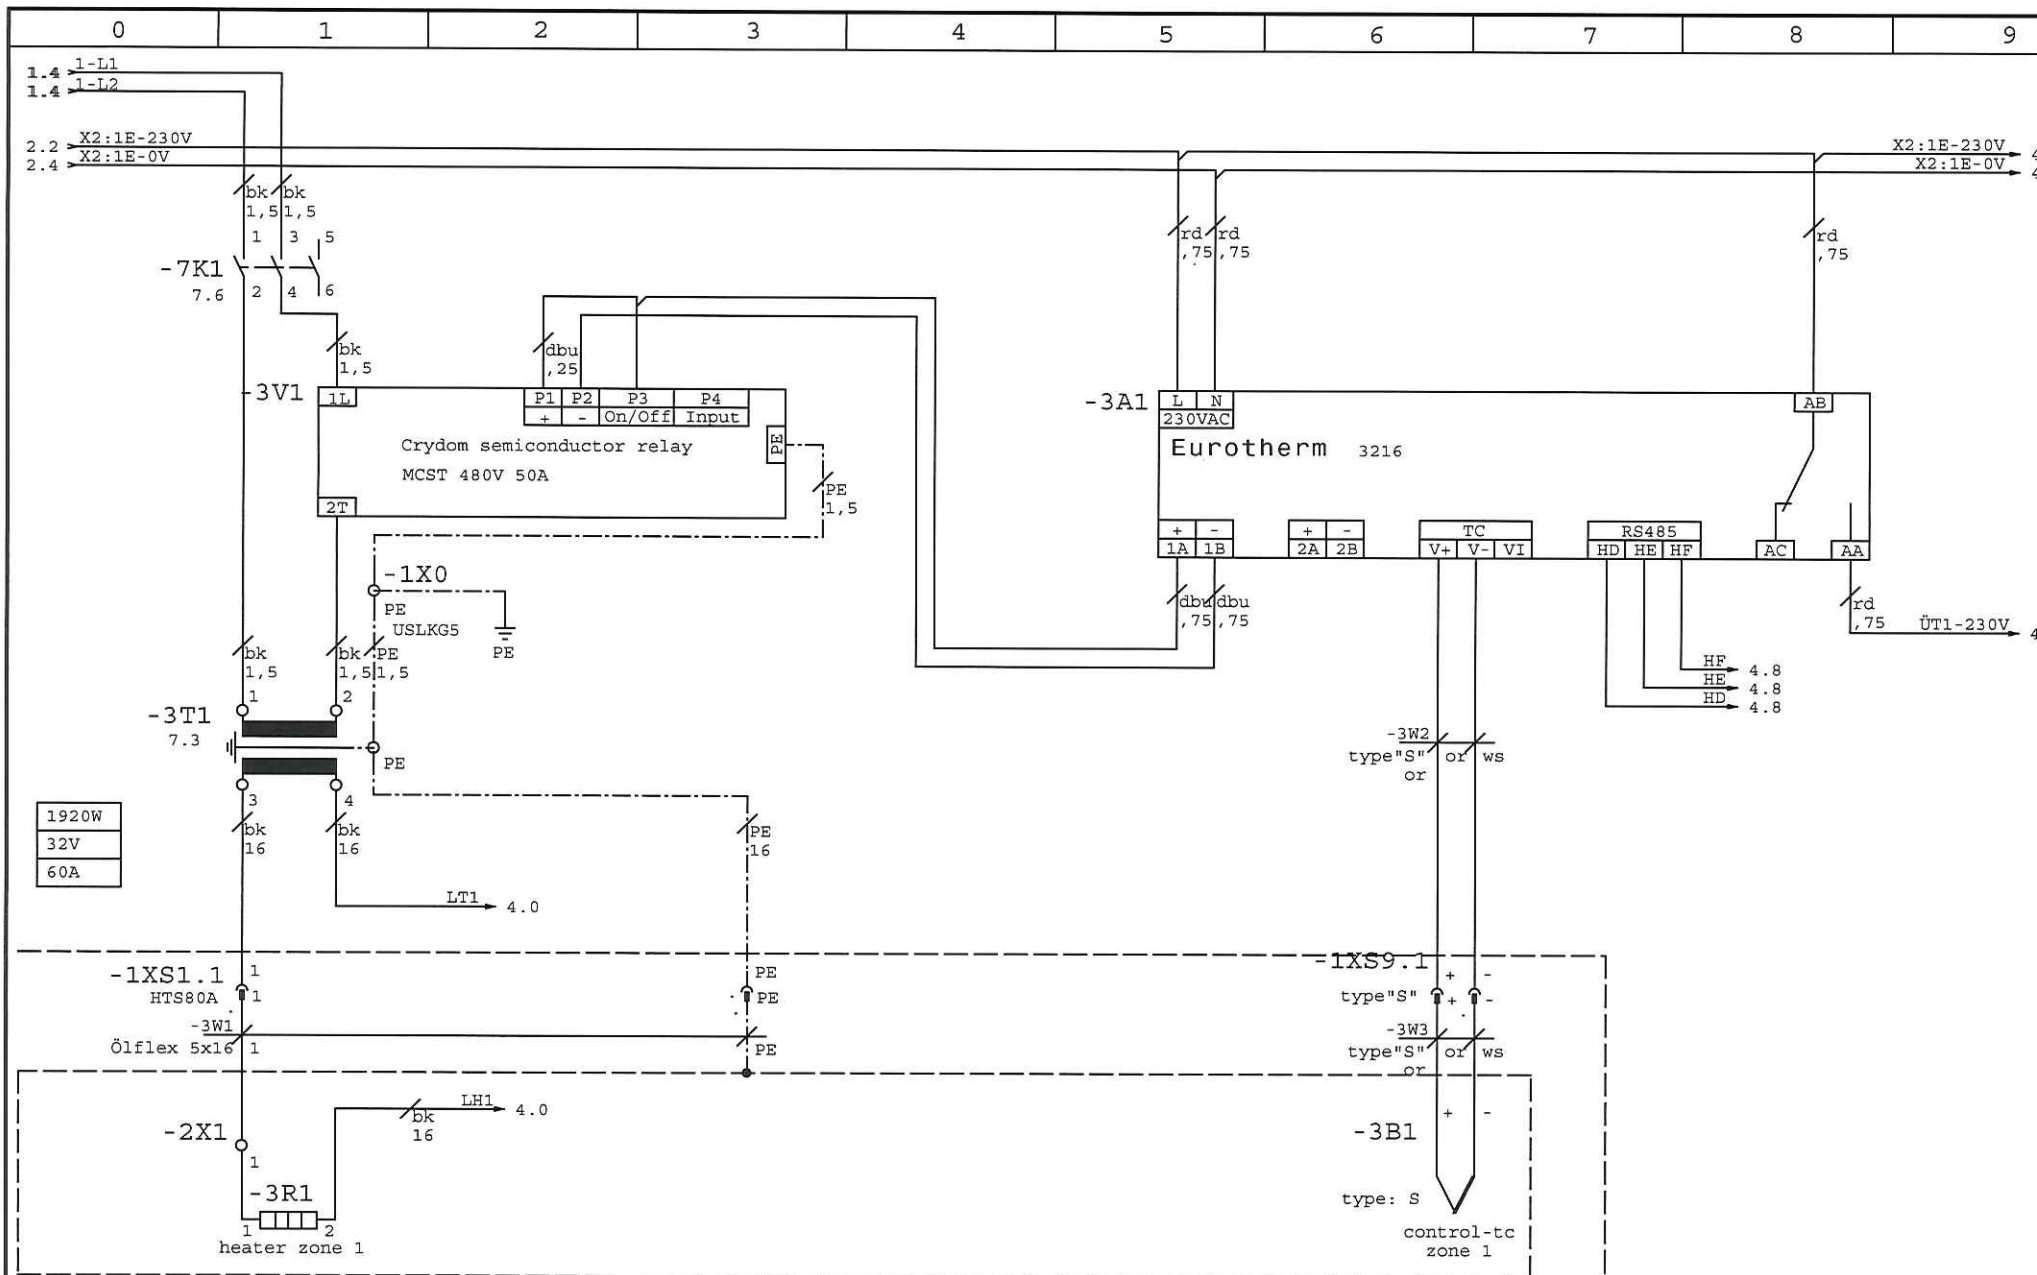 0 1 2 3 4 5 6 7 8 9
1.4 1-L1
1.4 1-L2
2.2 X2:1E-230V X2:1E-230V 4
2.4 X2:1E-0V X2:1E-0V 4
bk bk
1,5 1,5
rd rd rd
,75 ,75 ,75
1 3 5
-7K1
7.6 2 4 6
bk dbu
1,5 ,25
-3V1 1L P1 P2 P3 P4
+ - On/Off Input
-3A1 L N AB
230VAC
Crydom semiconductor relay PE
MCST 480V 50A
Eurotherm 3216
PE
1,5
2T
+ - + - TC RS485
1A 1B 2A 2B V+ V- VI HD HE HF AC AA
-1X0
PE
USLKG5
PE
dbu dbu
,75 ,75
rd
,75 ÜT1-230V 4
bk bk PE
1,5 1,5 1,5
HF 4.8
HE 4.8
HD 4.8
1 2
-3T1
7.3
PE
-3W2
type"S" or ws
or
3 4
1920W
32V
60A
bk bk PE
16 16 16
LT1 4.0
-1XS1.1 1 PE
HTS80A 1 PE
-1XS9.1 + -
type"S" + -
-3W1
Ölflex 5x16 1 PE
-3W3
type"S" or ws
or
LH1 4.0
bk
16
-2X1
1
+ -
-3B1
-3R1
1 2
heater zone 1
type: S
control-tc
zone 1